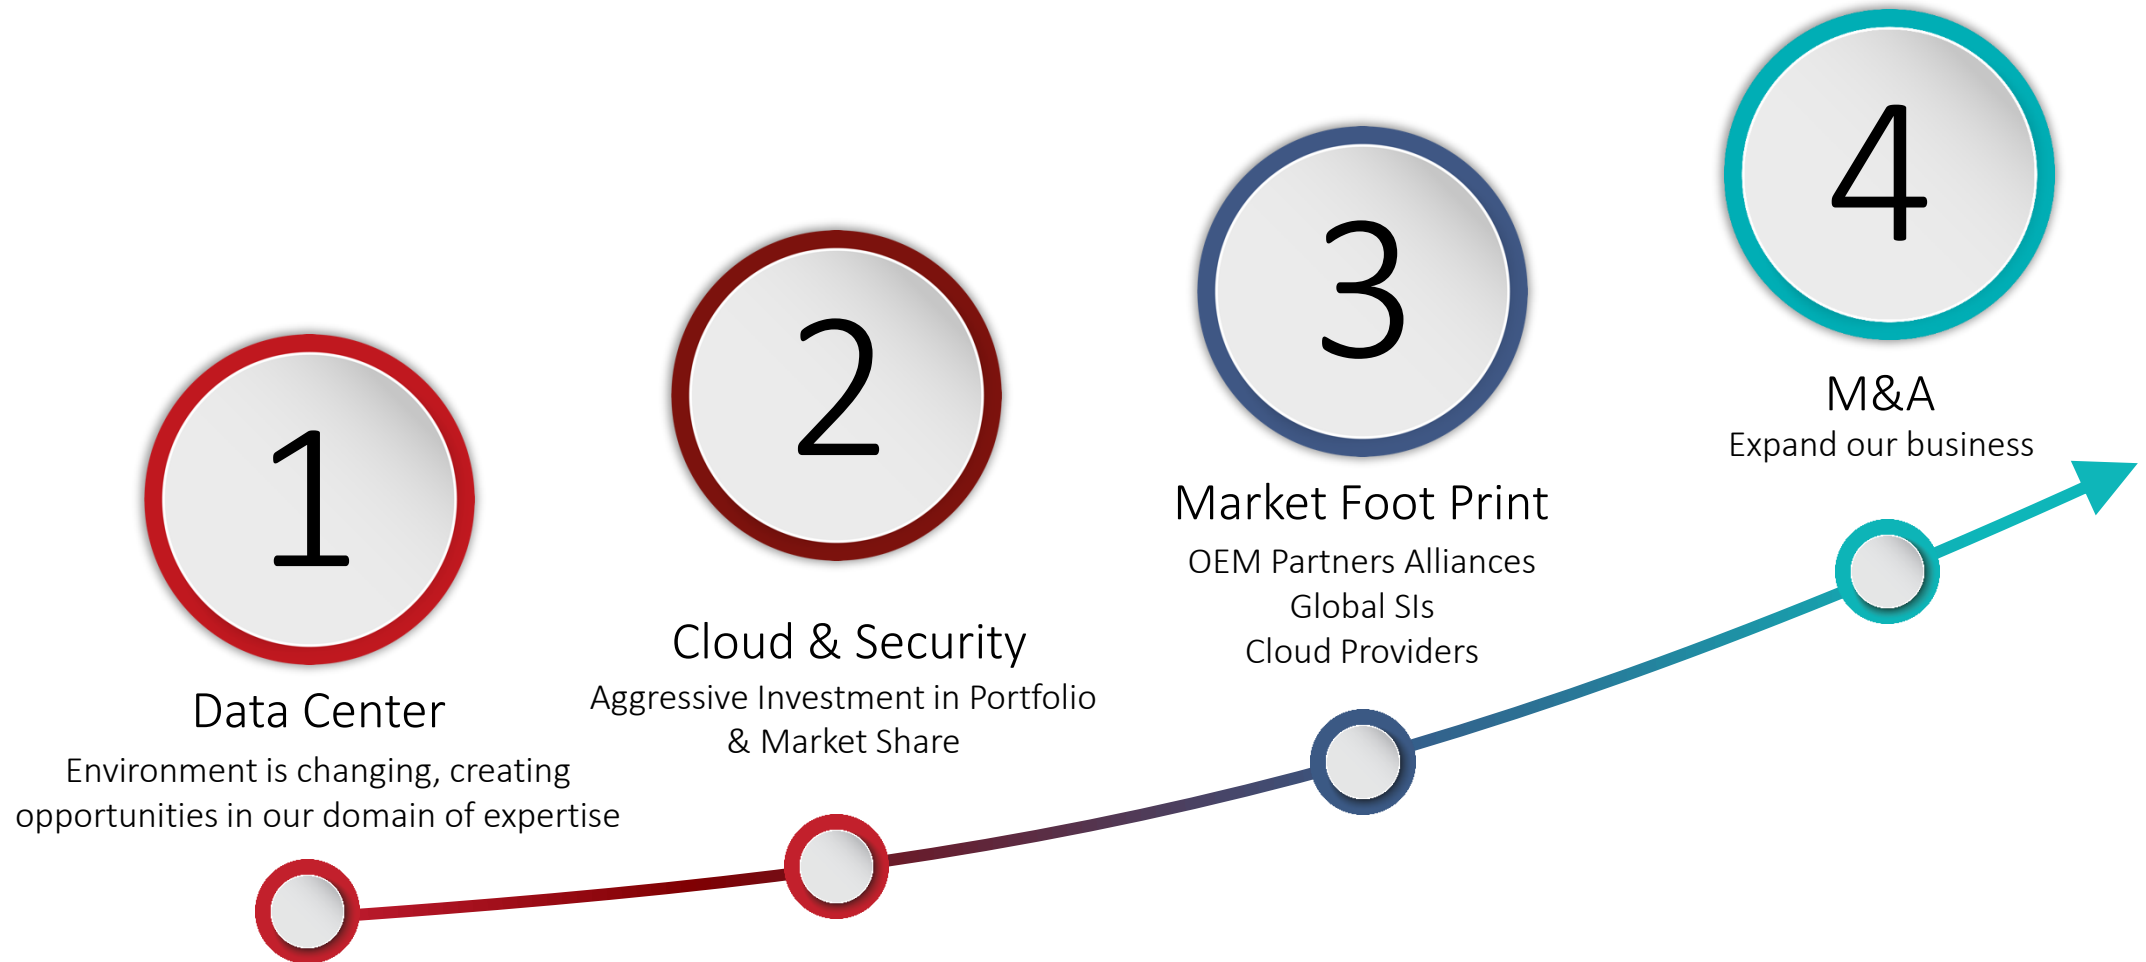 1
Data Center
Environment is changing, creating
opportunities in our domain of expertise
2
Cloud & Security
Aggressive Investment in Portfolio
& Market Share
3
Market Foot Print
OEM Partners Alliances
Global SIs
Cloud Providers
4
M&A
Expand our business